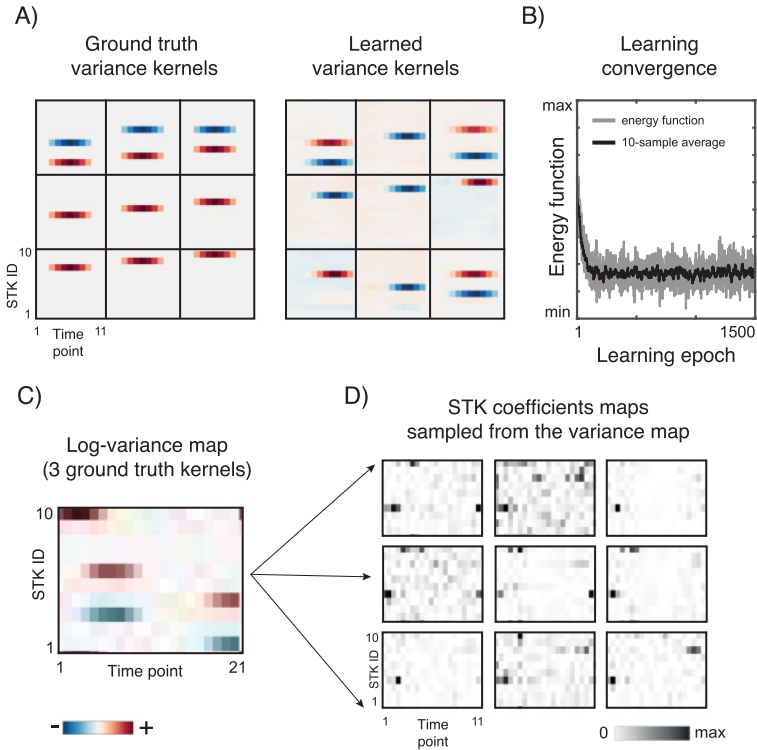 A)
Ground truth
variance kernels
Learned
variance kernels
STK ID
10
1
1
Time
point
11
B)
Learning
convergence
max
Energy function
min
energy function
10-sample average
1
1500
Learning epoch
C)
Log-variance map
(3 ground truth kernels)
10
STK ID
1
1
Time point
21
-
+
D)
STK coefficients maps
sampled from the variance map
10
STK ID
1
1
Time
point
11
0
max